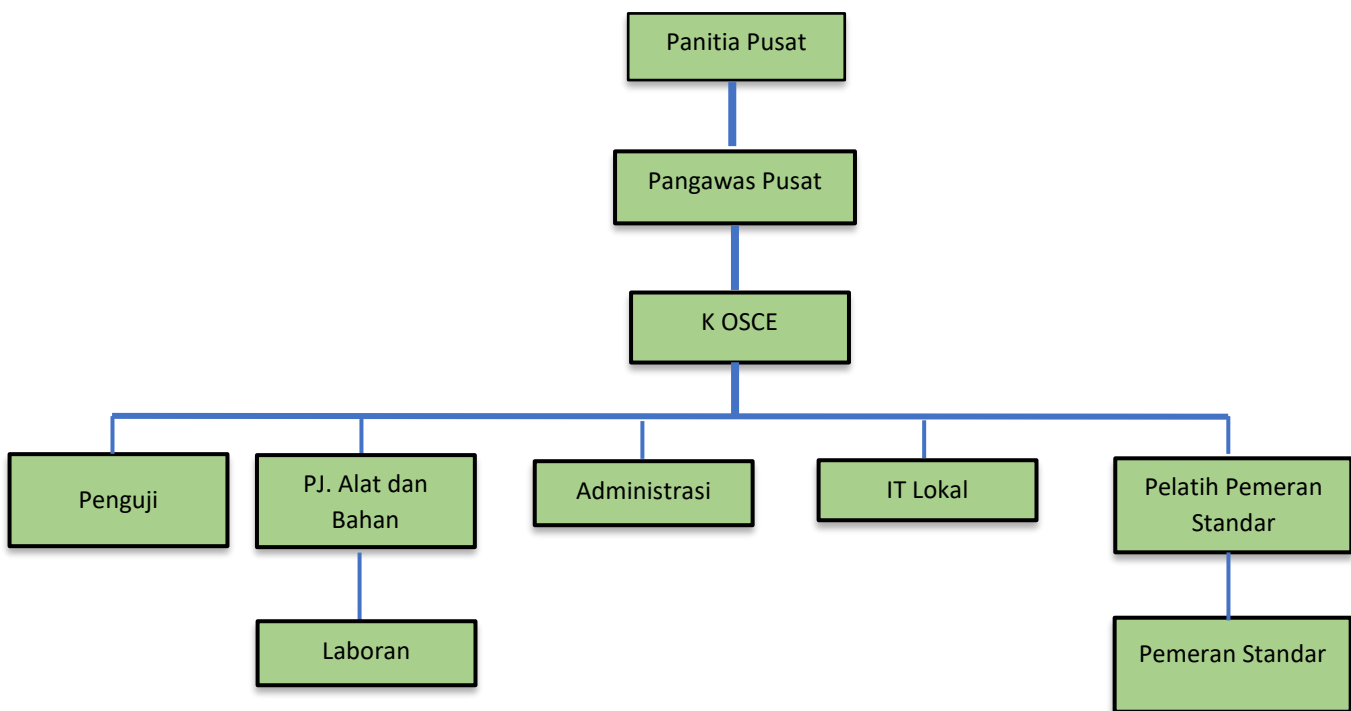 Panitia Pusat
Pangawas Pusat
K OSCE
Penguji
PJ. Alat dan
Bahan
Administrasi
IT Lokal
Pelatih Pemeran
Standar
Laboran
Pemeran Standar